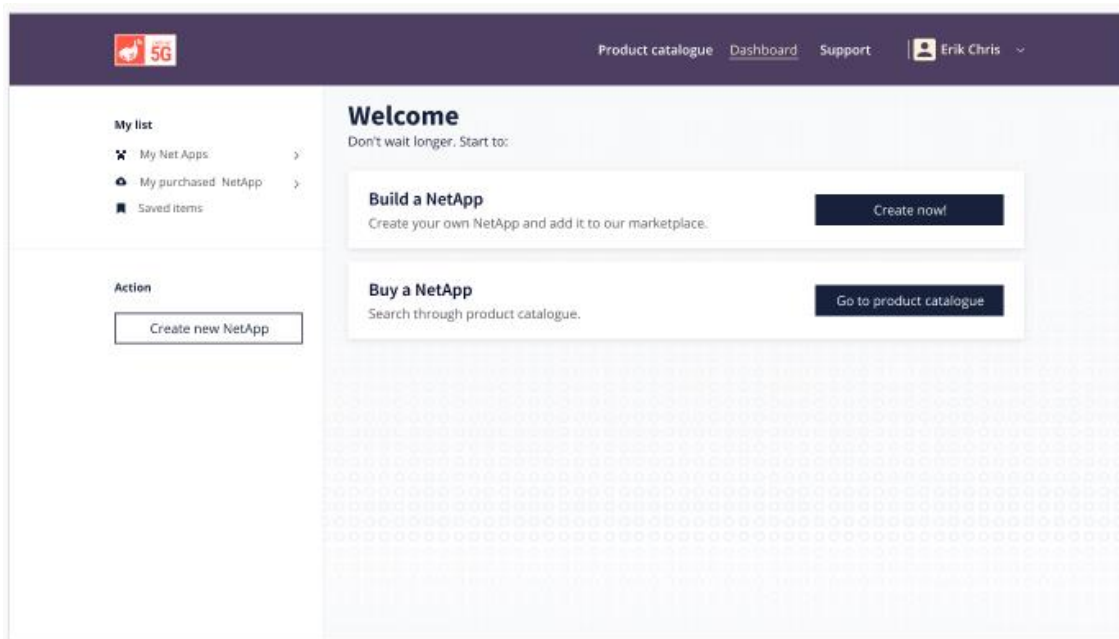 5G
Product catalogue Dashboard Support Erik Chris
My list
My Net Apps
My purchased NetApp
Saved items
Action
Create new NetApp
Welcome
Don't wait longer. Start to:
Build a NetApp
Create your own NetApp and add it to our marketplace.
Create now!
Buy a NetApp
Search through product catalogue.
Go to product catalogue